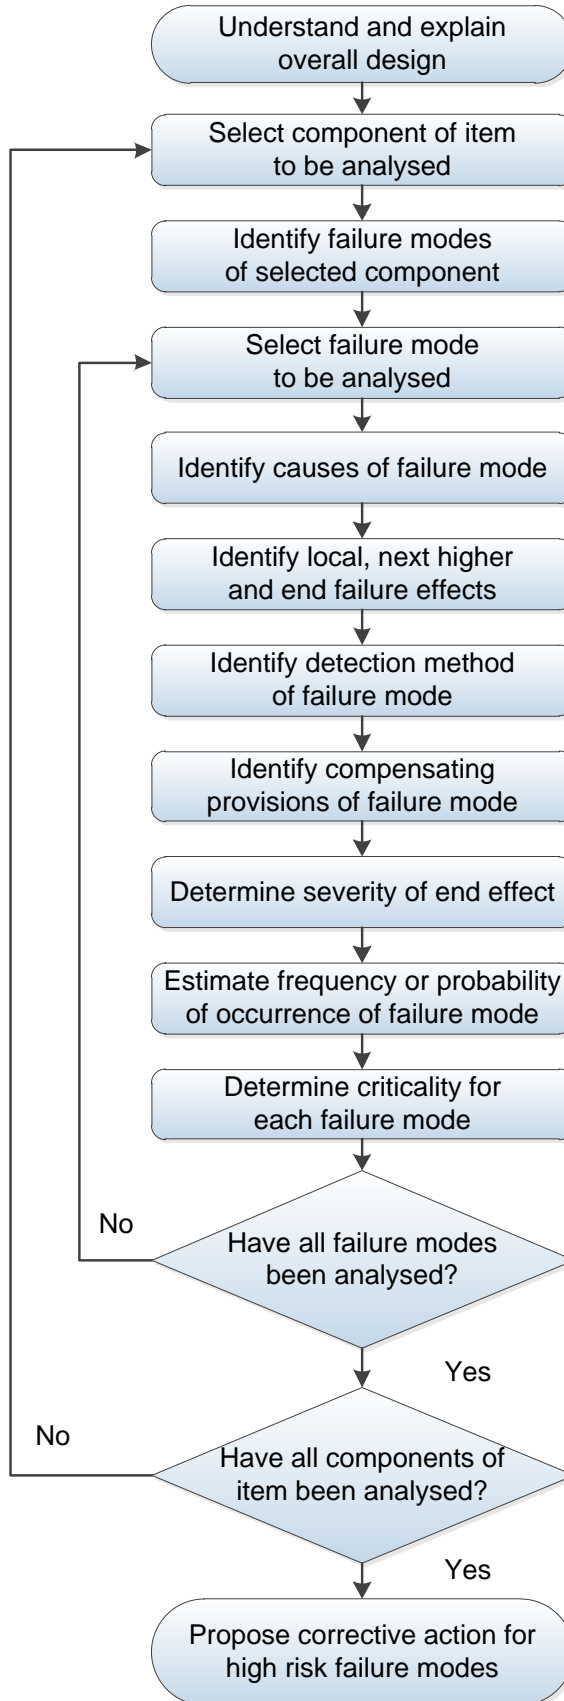 Understand and explain
overall design
Select component of item
to be analysed
Identify failure modes
of selected component
Select failure mode
to be analysed
Identify causes of failure mode
Identify local, next higher
and end failure effects
Identify detection method
of failure mode
Identify compensating
provisions of failure mode
Determine severity of end effect
Estimate frequency or probability
of occurrence of failure mode
Determine criticality for
each failure mode
No
Have all failure modes
been analysed?
Yes
No
Have all components of
item been analysed?
Yes
Propose corrective action for
high risk failure modes